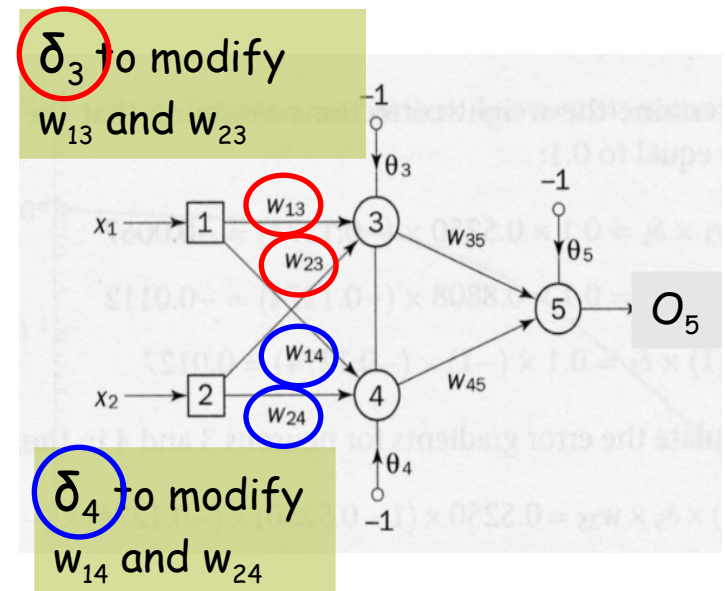 δ₃ to modify
w₁₃ and w₂₃
-1
θ₃
-1
x₁
1
w₁₃
3
w₃₅
θ₅
w₂₃
5
O₅
w₁₄
x₂
2
w₂₄
4
w₄₅
θ₄
-1
δ₄ to modify
w₁₄ and w₂₄